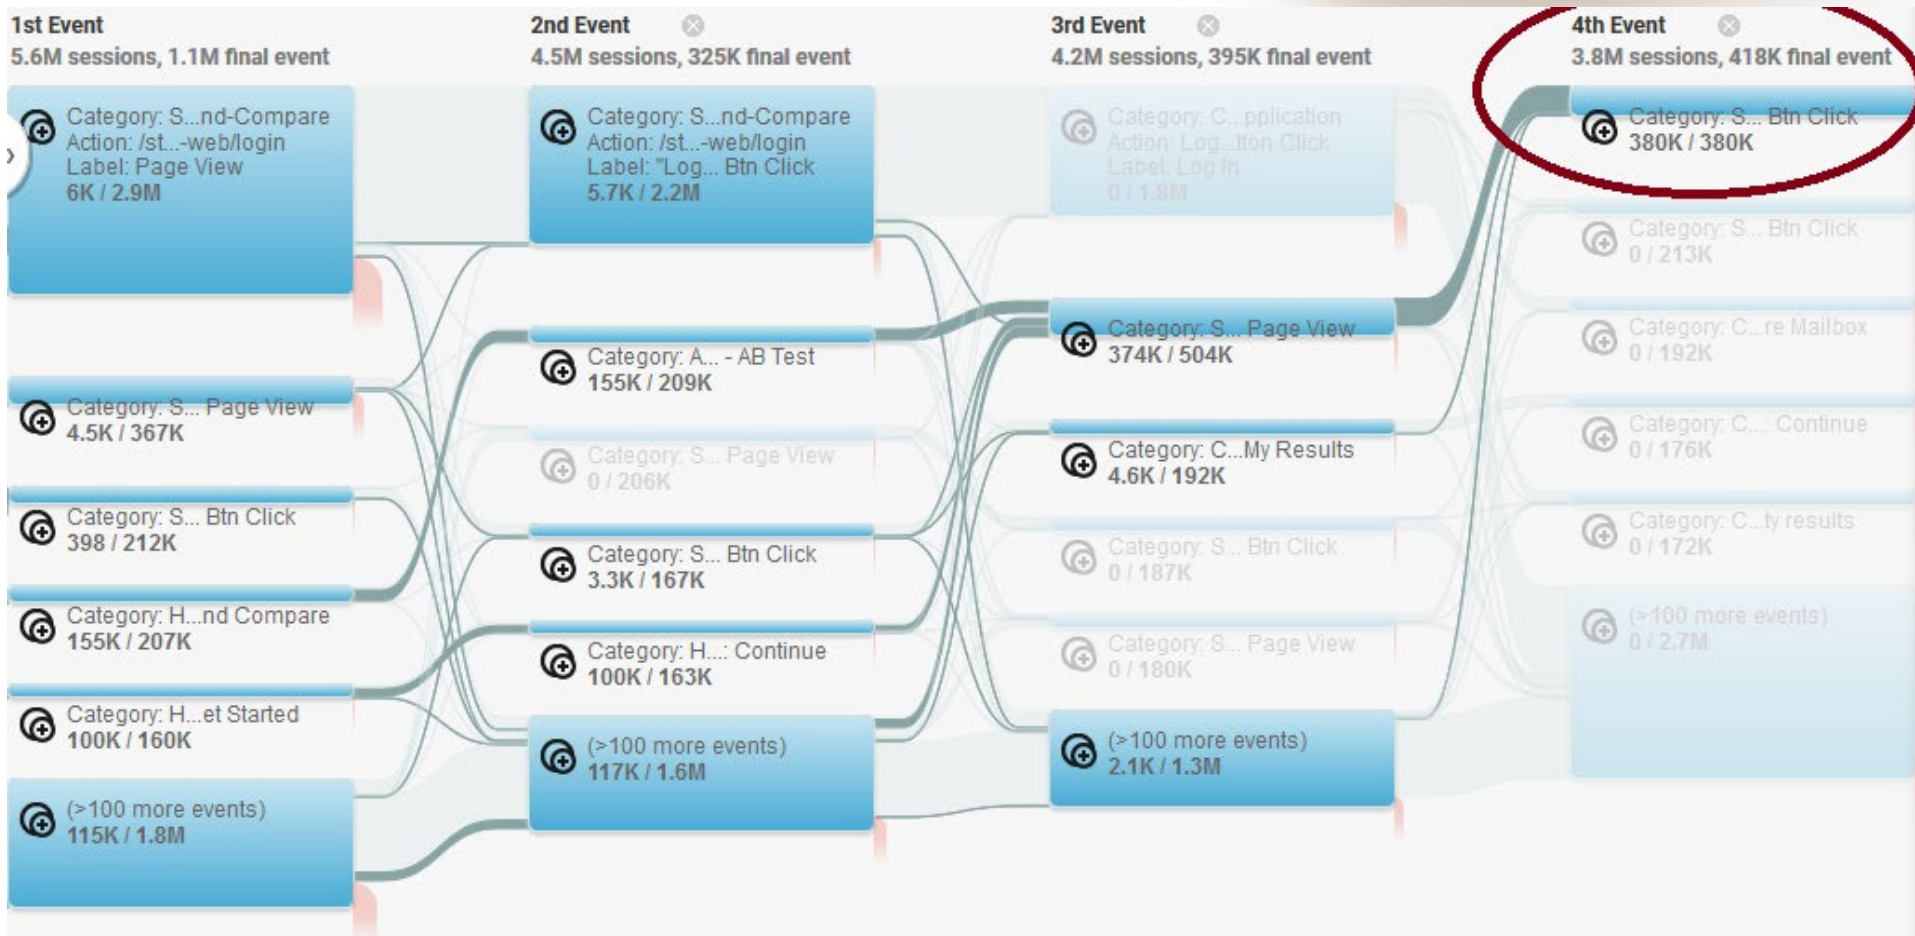 1st Event
5.6M sessions, 1.1M final event
Category: S...nd-Compare
Action: /st...-web/login
Label: Page View
6K / 2.9M
Category: S... Page View
4.5K / 367K
Category: S... Btn Click
398 / 212K
Category: H...nd Compare
155K / 207K
Category: H...et Started
100K / 160K
(>100 more events)
115K / 1.8M
2nd Event
4.5M sessions, 325K final event
Category: S...nd-Compare
Action: /st...-web/login
Label: "Log... Btn Click
5.7K / 2.2M
Category: A... - AB Test
155K / 209K
Category: S... Page View
0 / 206K
Category: S... Btn Click
3.3K / 167K
Category: H...: Continue
100K / 163K
(>100 more events)
117K / 1.6M
3rd Event
4.2M sessions, 395K final event
Category: C...pplication
Action: Log...tton Click
Label: Log In
0 / 1.8M
Category: S... Page View
374K / 504K
Category: C...My Results
4.6K / 192K
Category: S... Btn Click
0 / 187K
Category: S... Page View
0 / 180K
(>100 more events)
2.1K / 1.3M
4th Event
3.8M sessions, 418K final event
Category: S... Btn Click
380K / 380K
Category: S... Btn Click
0 / 213K
Category: C...re Mailbox
0 / 192K
Category: C...: Continue
0 / 176K
Category: C...ty results
0 / 172K
(>100 more events)
0 / 2.7M